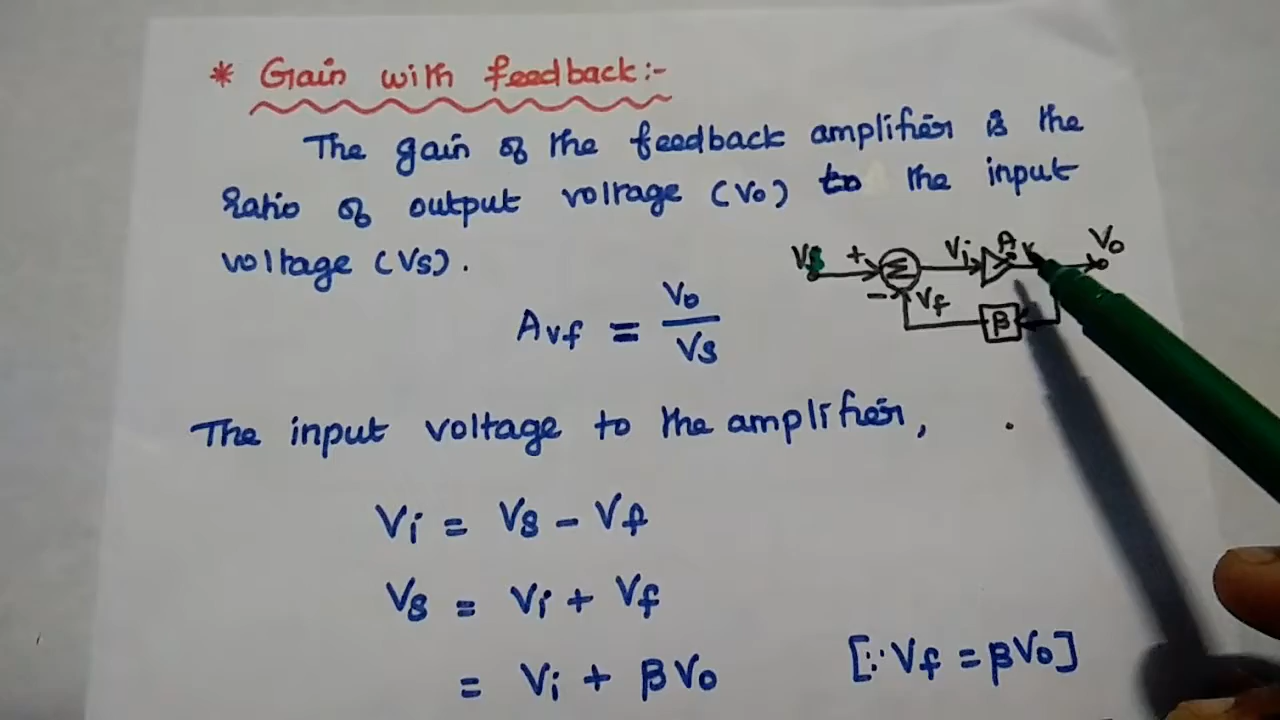 * Gain with feedback:-
The gain of the feedback amplifier is the
ratio of output voltage (Vo) to the input
voltage (Vs).
Avf = Vo / Vs
Vs + Σ Vi A Vo
- Vf β
The input voltage to the amplifier,
Vi = Vs - Vf
Vs = Vi + Vf
= Vi + βVo [∵ Vf = βVo]